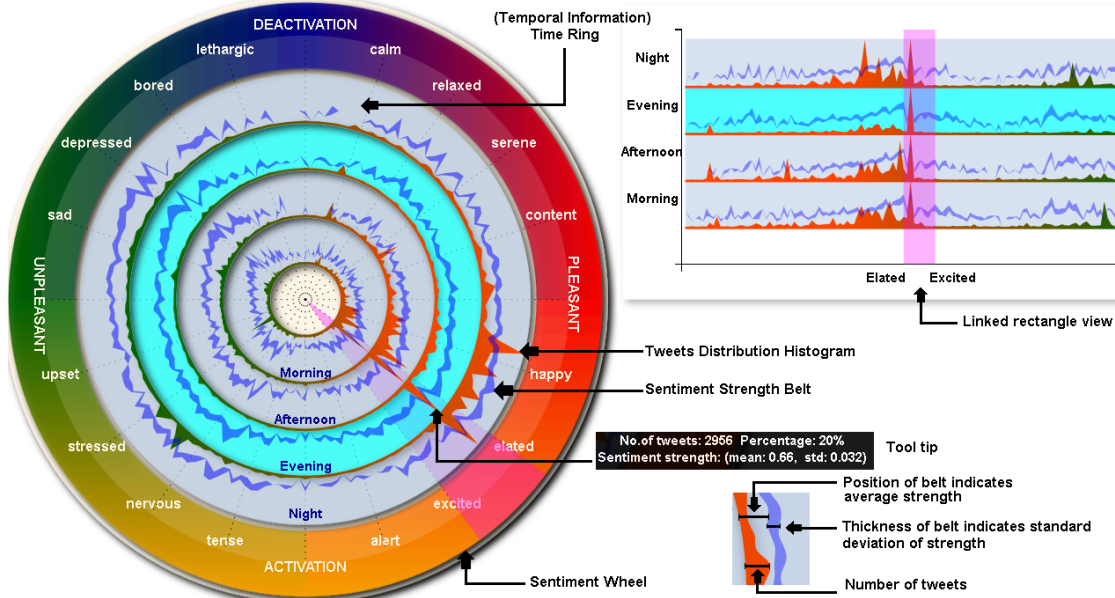 (Temporal Information)
Time Ring
DEACTIVATION
lethargic
calm
bored
relaxed
depressed
serene
sad
content
UNPLEASANT
PLEASANT
upset
happy
stressed
elated
nervous
excited
tense
alert
ACTIVATION
Morning
Afternoon
Evening
Night
Night
Evening
Afternoon
Morning
Elated
Excited
Linked rectangle view
Tweets Distribution Histogram
Sentiment Strength Belt
No.of tweets: 2956 Percentage: 20%
Sentiment strength: (mean: 0.66, std: 0.032)
Tool tip
Position of belt indicates
average strength
Thickness of belt indicates standard
deviation of strength
Number of tweets
Sentiment Wheel